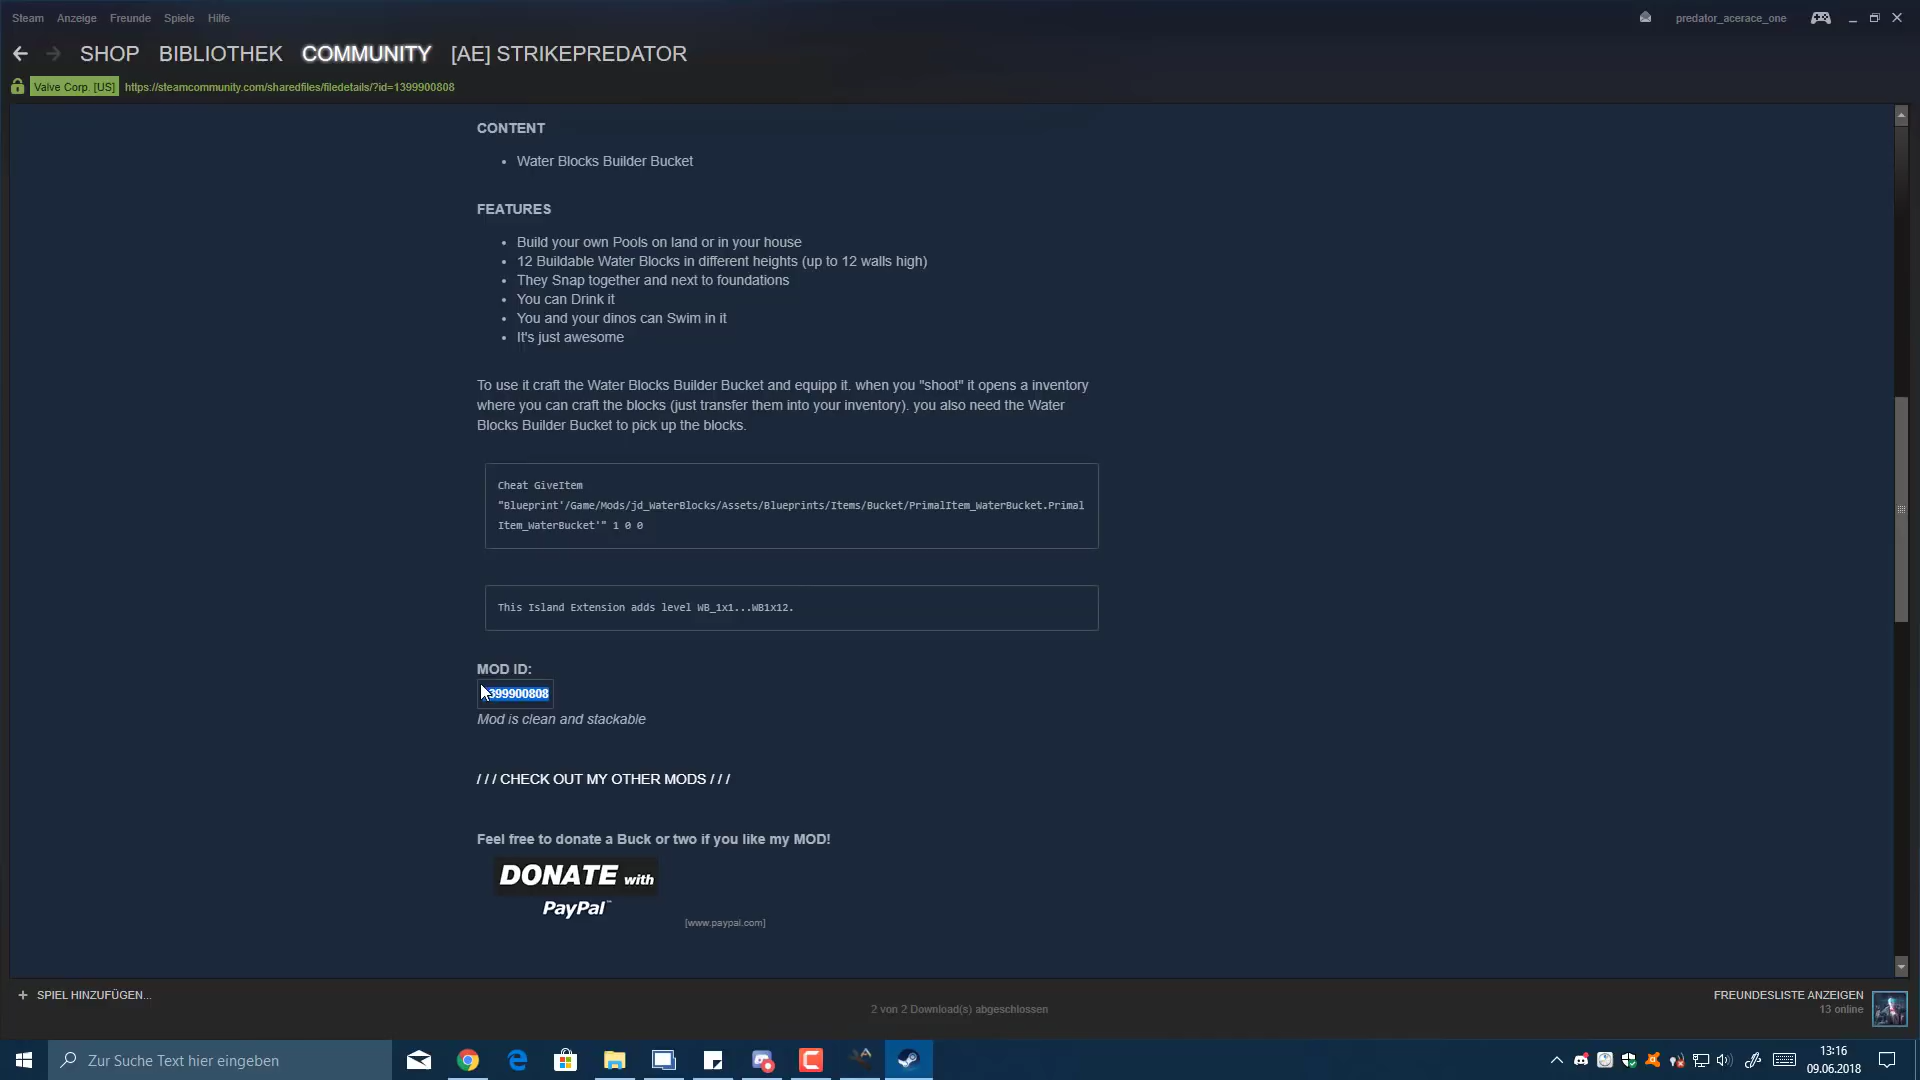 Steam Anzeige Freunde Spiele Hilfe
predator_acerace_one
SHOP BIBLIOTHEK COMMUNITY [AE] STRIKEPREDATOR
Valve Corp. [US] https://steamcommunity.com/sharedfiles/filedetails/?id=1399900808
CONTENT
• Water Blocks Builder Bucket
FEATURES
• Build your own Pools on land or in your house
• 12 Buildable Water Blocks in different heights (up to 12 walls high)
• They Snap together and next to foundations
• You can Drink it
• You and your dinos can Swim in it
• It's just awesome
To use it craft the Water Blocks Builder Bucket and equipp it. when you "shoot" it opens a inventory
where you can craft the blocks (just transfer them into your inventory). you also need the Water
Blocks Builder Bucket to pick up the blocks.
Cheat GiveItem
"Blueprint'/Game/Mods/jd_WaterBlocks/Assets/Blueprints/Items/Bucket/PrimalItem_WaterBucket.Primal
Item_WaterBucket'" 1 0 0
This Island Extension adds level WB_1x1...WB1x12.
MOD ID:
1399900808
Mod is clean and stackable
/ / / CHECK OUT MY OTHER MODS / / /
Feel free to donate a Buck or two if you like my MOD!
DONATE with
PayPal™
[www.paypal.com]
+ SPIEL HINZUFÜGEN...
2 von 2 Download(s) abgeschlossen
FREUNDESLISTE ANZEIGEN
13 online
Zur Suche Text hier eingeben
13:16
09.06.2018